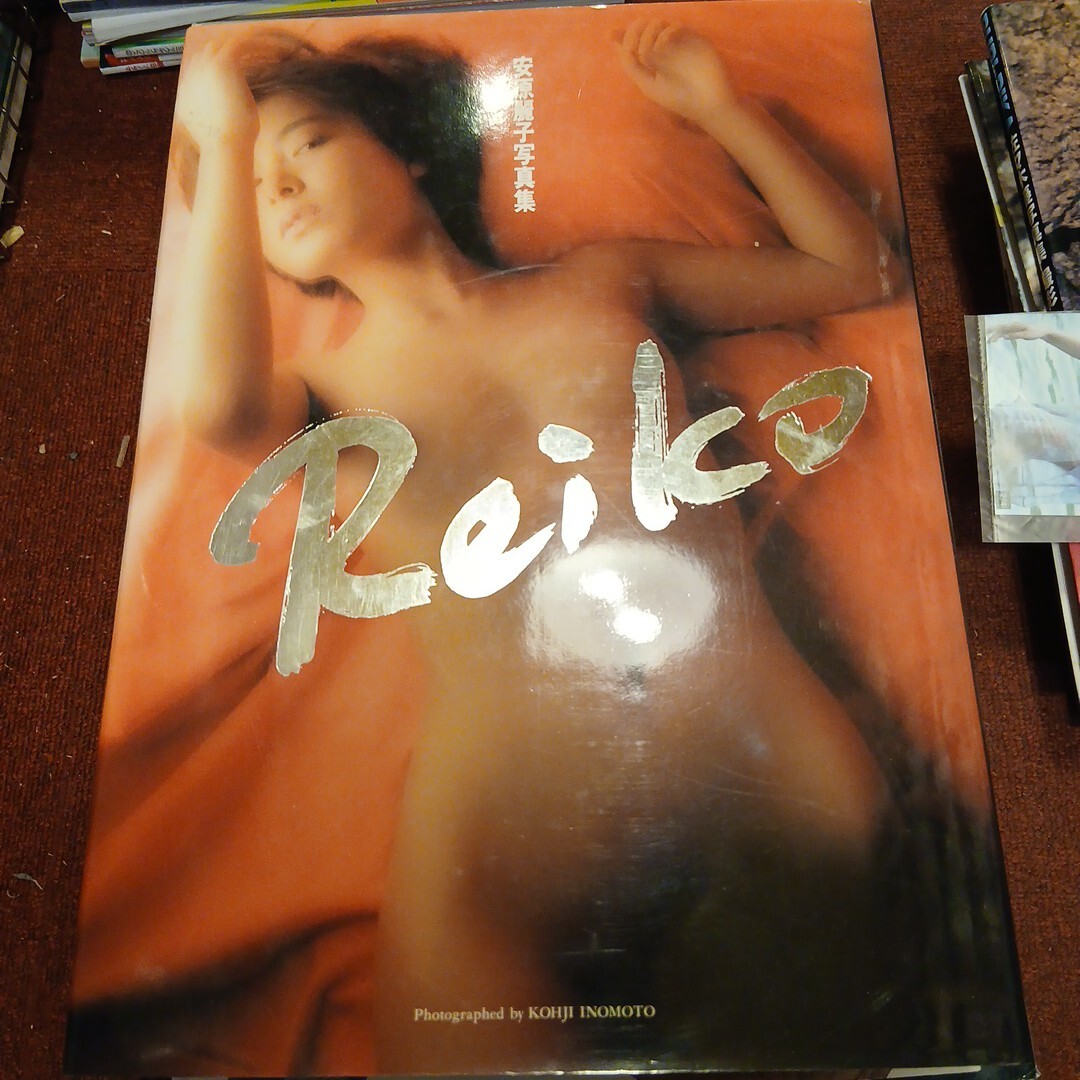 安原麗子写真集
Reiko
Photographed by KOHJI INOMOTO